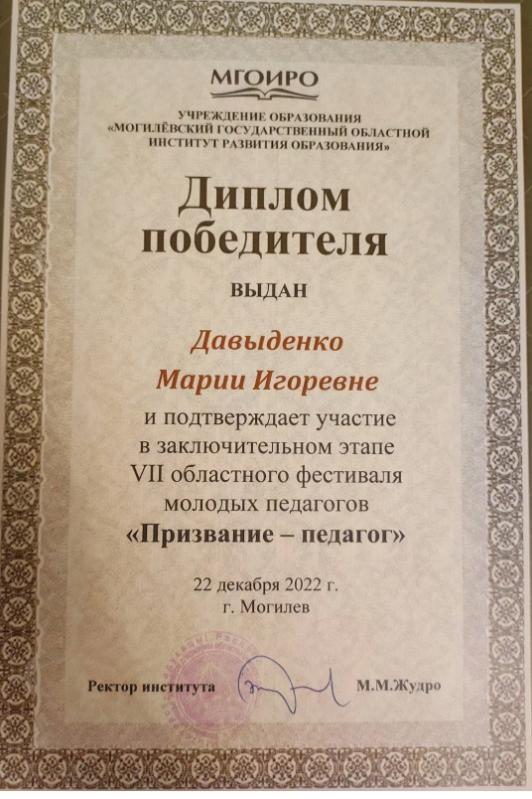 МГОИРО
УЧРЕЖДЕНИЕ ОБРАЗОВАНИЯ
«МОГИЛЁВСКИЙ ГОСУДАРСТВЕННЫЙ ОБЛАСТНОЙ
ИНСТИТУТ РАЗВИТИЯ ОБРАЗОВАНИЯ»
Диплом
победителя
ВЫДАН
Давыденко
Марии Игоревне
и подтверждает участие
в заключительном этапе
VII областного фестиваля
молодых педагогов
«Призвание – педагог»
22 декабря 2022 г.
г. Могилев
Ректор института М.М.Жудро